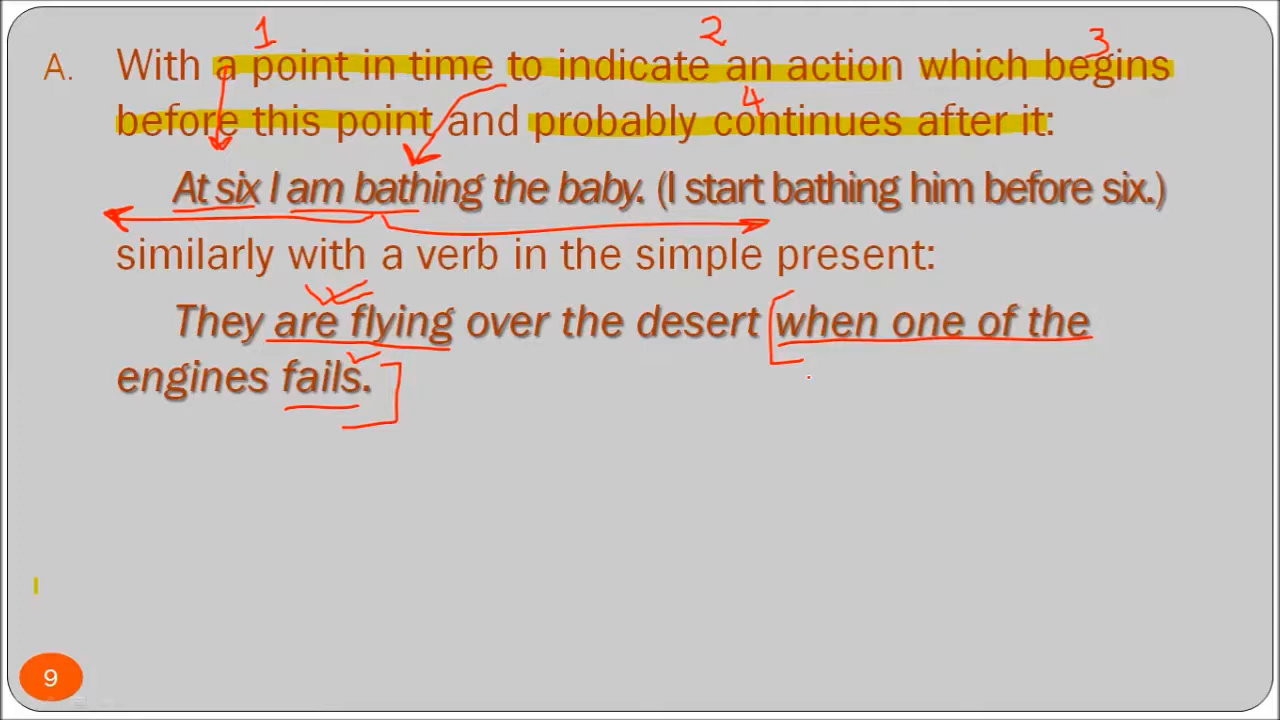 1 2 3
A. With a point in time to indicate an action which begins
4
before this point and probably continues after it:
At six I am bathing the baby. (I start bathing him before six.)
similarly with a verb in the simple present:
They are flying over the desert when one of the
engines fails.
9